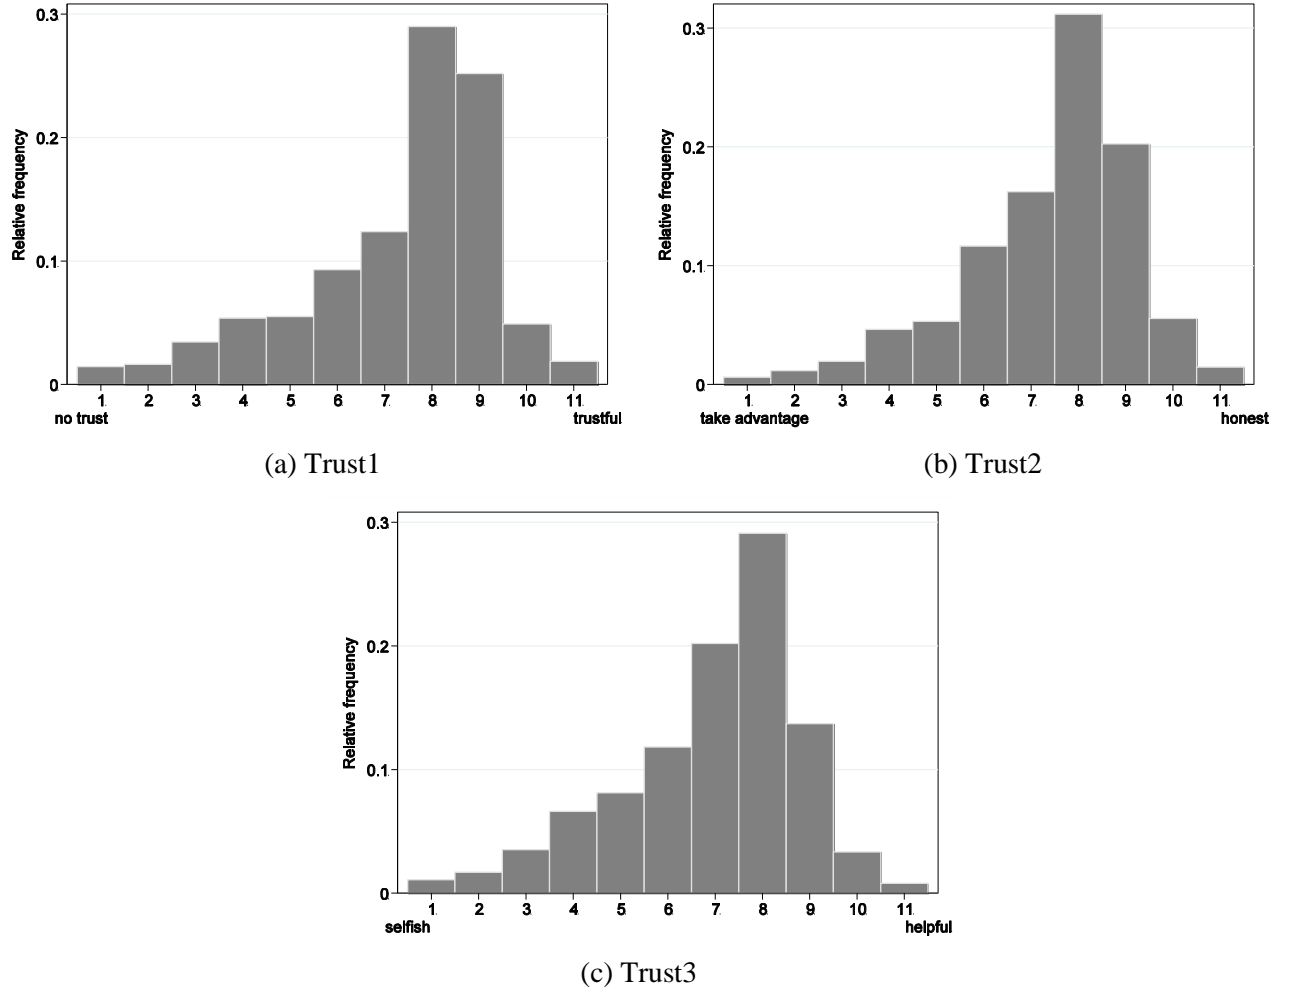 Relative frequency
0.3
0.2
0.1
0
1 2 3 4 5 6 7 8 9 10 11
no trust trustful
(a) Trust1
Relative frequency
0.3
0.2
0.1
0
1 2 3 4 5 6 7 8 9 10 11
take advantage honest
(b) Trust2
Relative frequency
0.3
0.2
0.1
0
1 2 3 4 5 6 7 8 9 10 11
selfish helpful
(c) Trust3